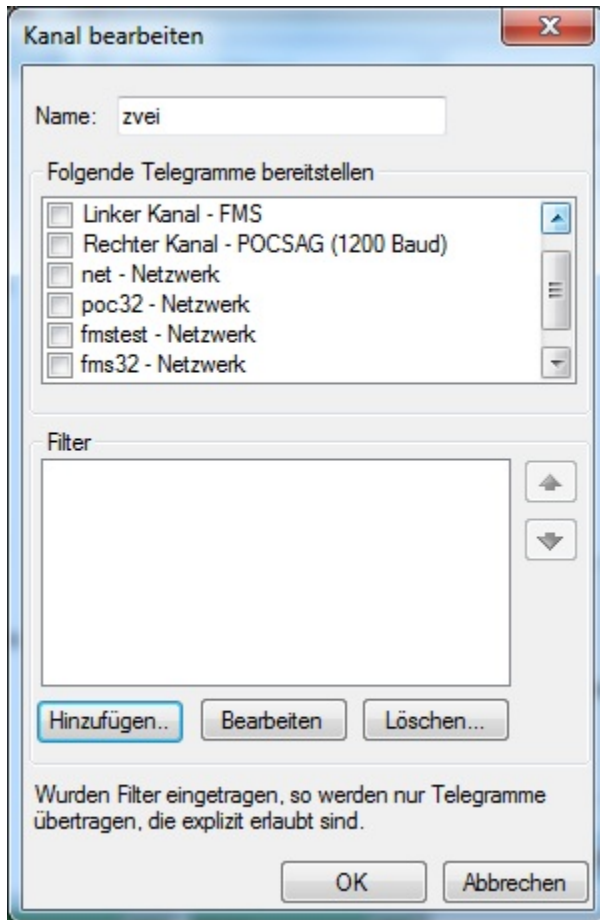 Kanal bearbeiten
Name: zvei
Folgende Telegramme bereitstellen
Linker Kanal - FMS
Rechter Kanal - POCSAG (1200 Baud)
net - Netzwerk
poc32 - Netzwerk
fmstest - Netzwerk
fms32 - Netzwerk
Filter
Hinzufügen.. Bearbeiten Löschen...
Wurden Filter eingetragen, so werden nur Telegramme
übertragen, die explizit erlaubt sind.
OK Abbrechen